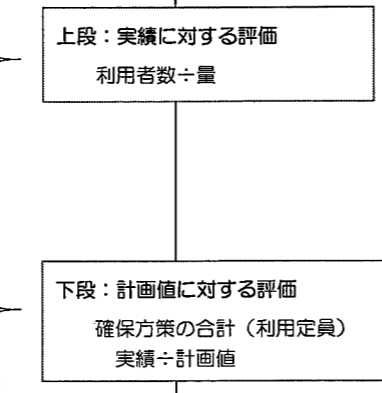 上段：実績に対する評価
利用者数÷量
下段：計画値に対する評価
確保方策の合計（利用定員）
実績÷計画値